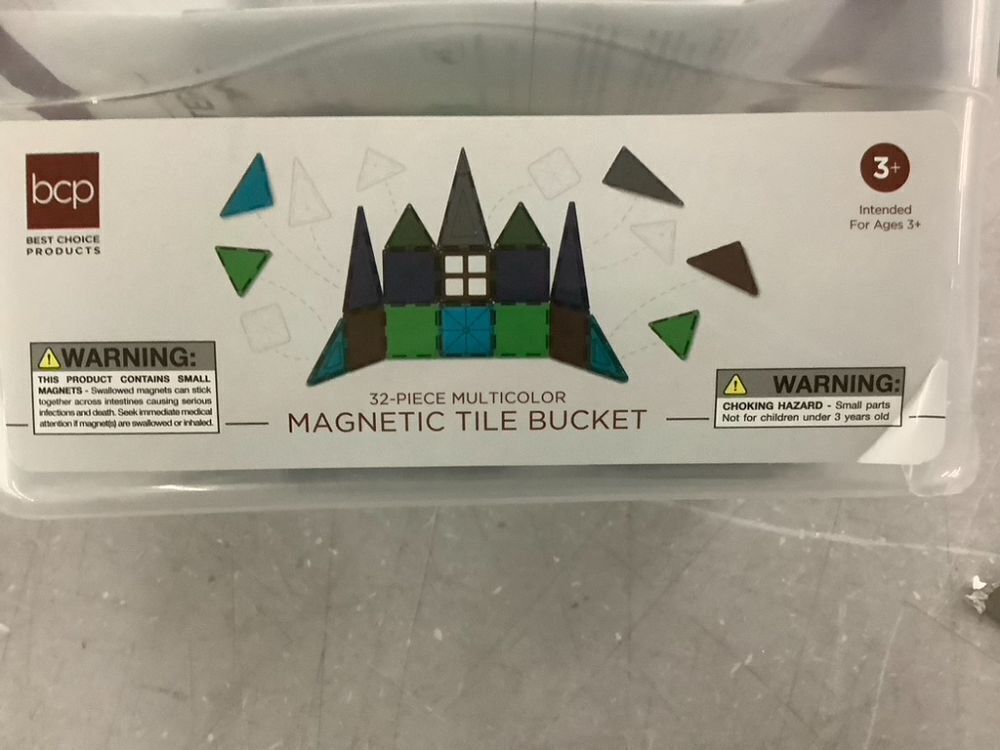 bcp
BEST CHOICE
PRODUCTS
3+
Intended
For Ages 3+
WARNING:
THIS PRODUCT CONTAINS SMALL
MAGNETS - Swallowed magnets can stick
together across intestines causing serious
infections and death. Seek immediate medical
attention if magnet(s) are swallowed or inhaled.
32-PIECE MULTICOLOR
MAGNETIC TILE BUCKET
WARNING:
CHOKING HAZARD - Small parts
Not for children under 3 years old